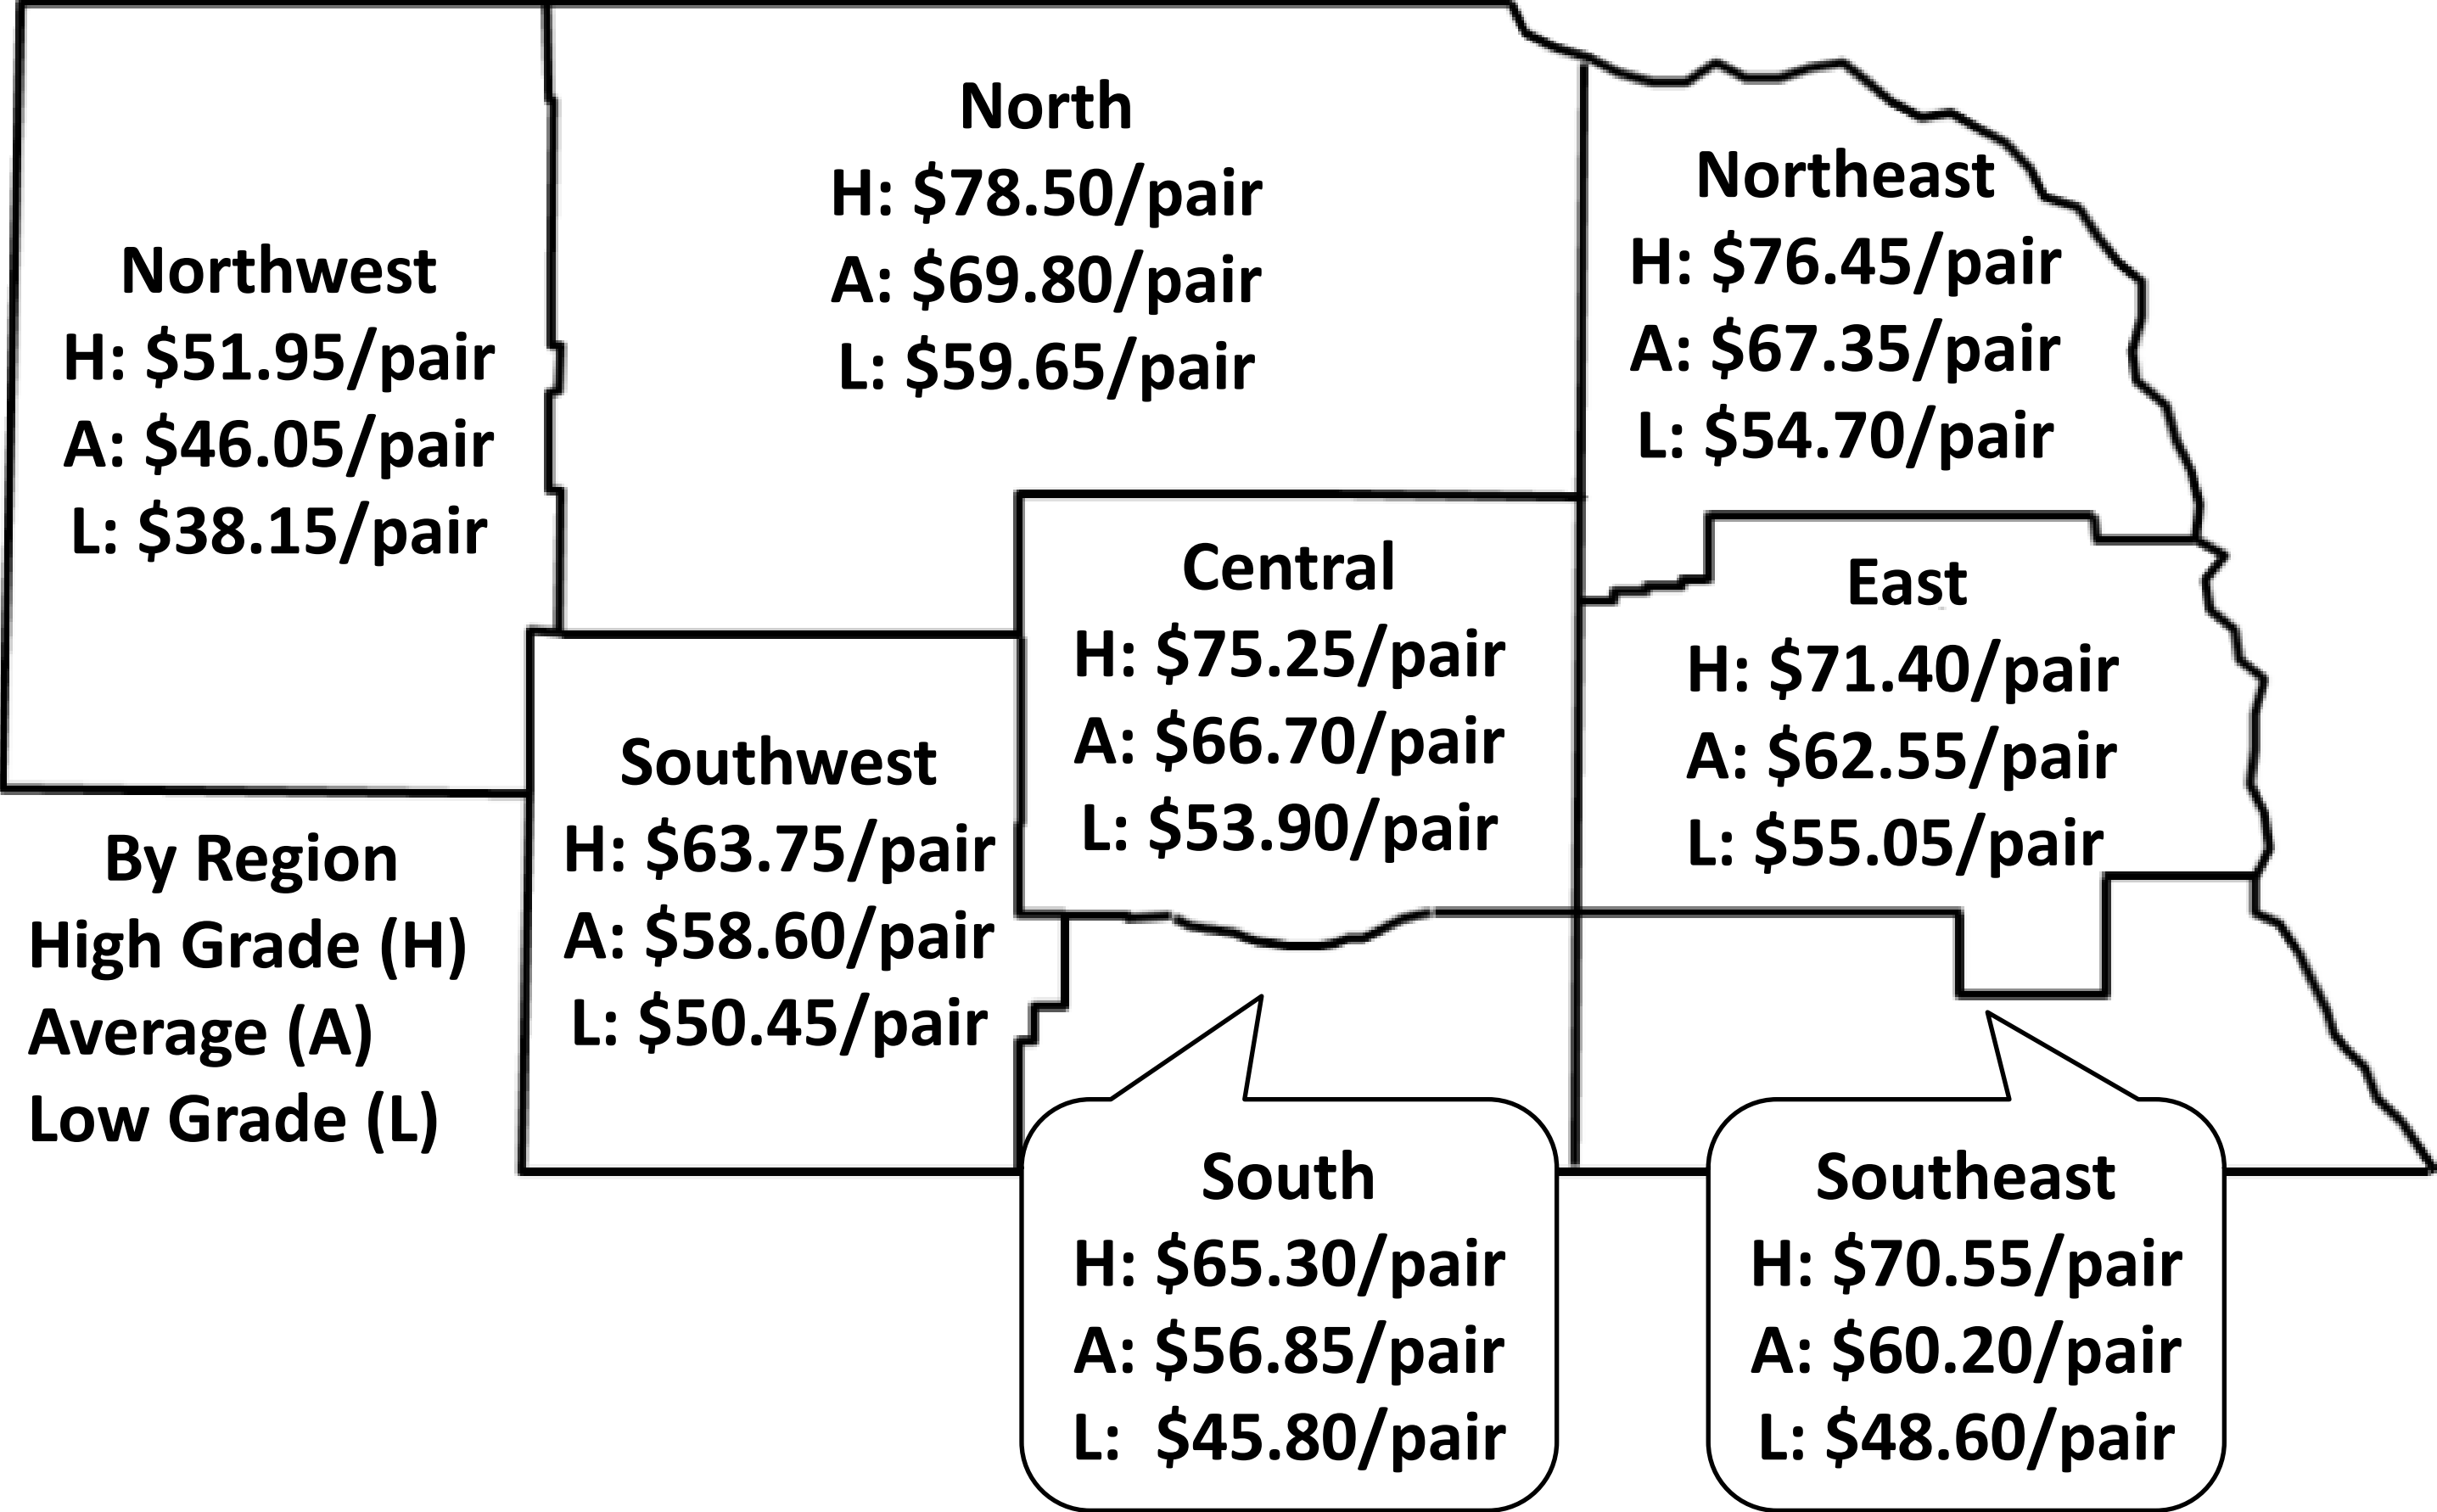 North
H: $78.50/pair
A: $69.80/pair
L: $59.65/pair
Northeast
H: $76.45/pair
A: $67.35/pair
L: $54.70/pair
Northwest
H: $51.95/pair
A: $46.05/pair
L: $38.15/pair
Central
H: $75.25/pair
A: $66.70/pair
L: $53.90/pair
East
H: $71.40/pair
A: $62.55/pair
L: $55.05/pair
Southwest
H: $63.75/pair
A: $58.60/pair
L: $50.45/pair
By Region
High Grade (H)
Average (A)
Low Grade (L)
South
H: $65.30/pair
A: $56.85/pair
L: $45.80/pair
Southeast
H: $70.55/pair
A: $60.20/pair
L: $48.60/pair